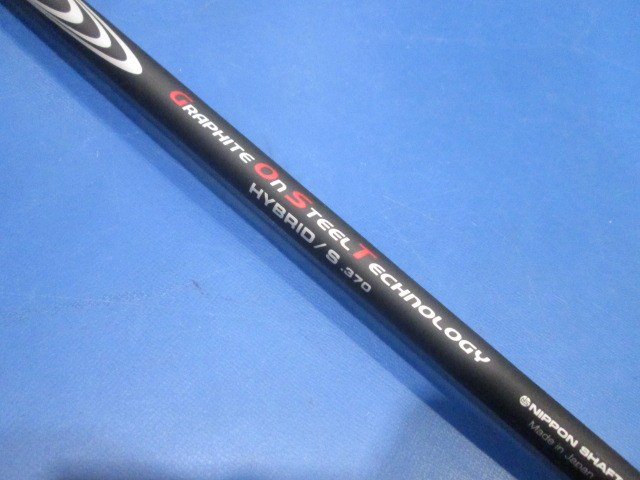 GRAPHITE On STEEL TECHNOLOGY
HYBRID / S .370
NIPPON SHAFT
Made in Japan